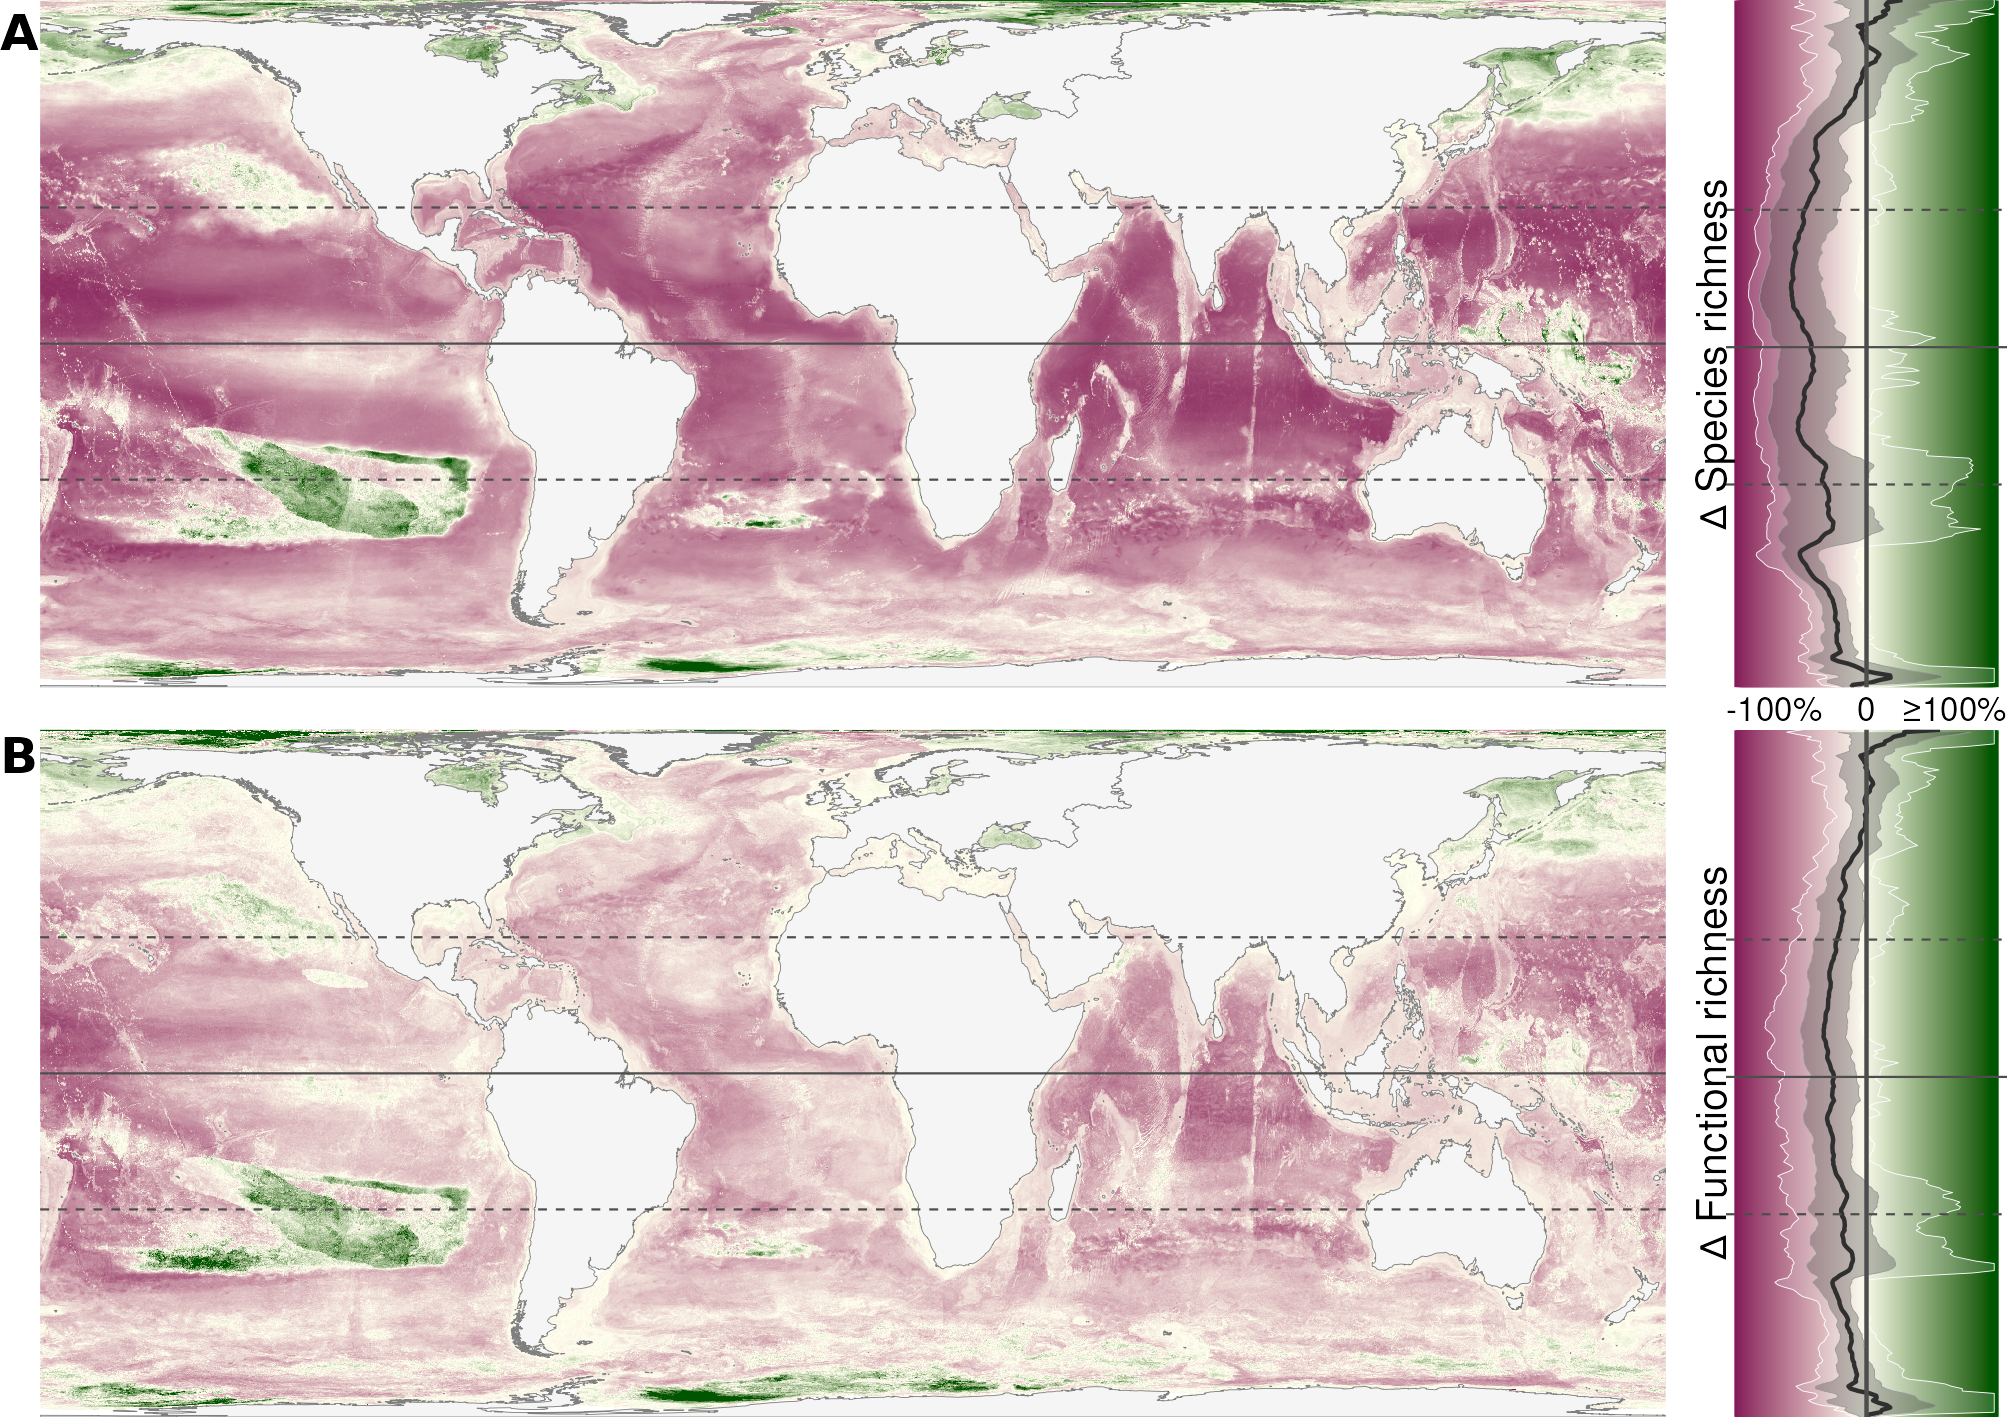 A
Δ Species richness
-100% 0 ≥100%
B
Δ Functional richness